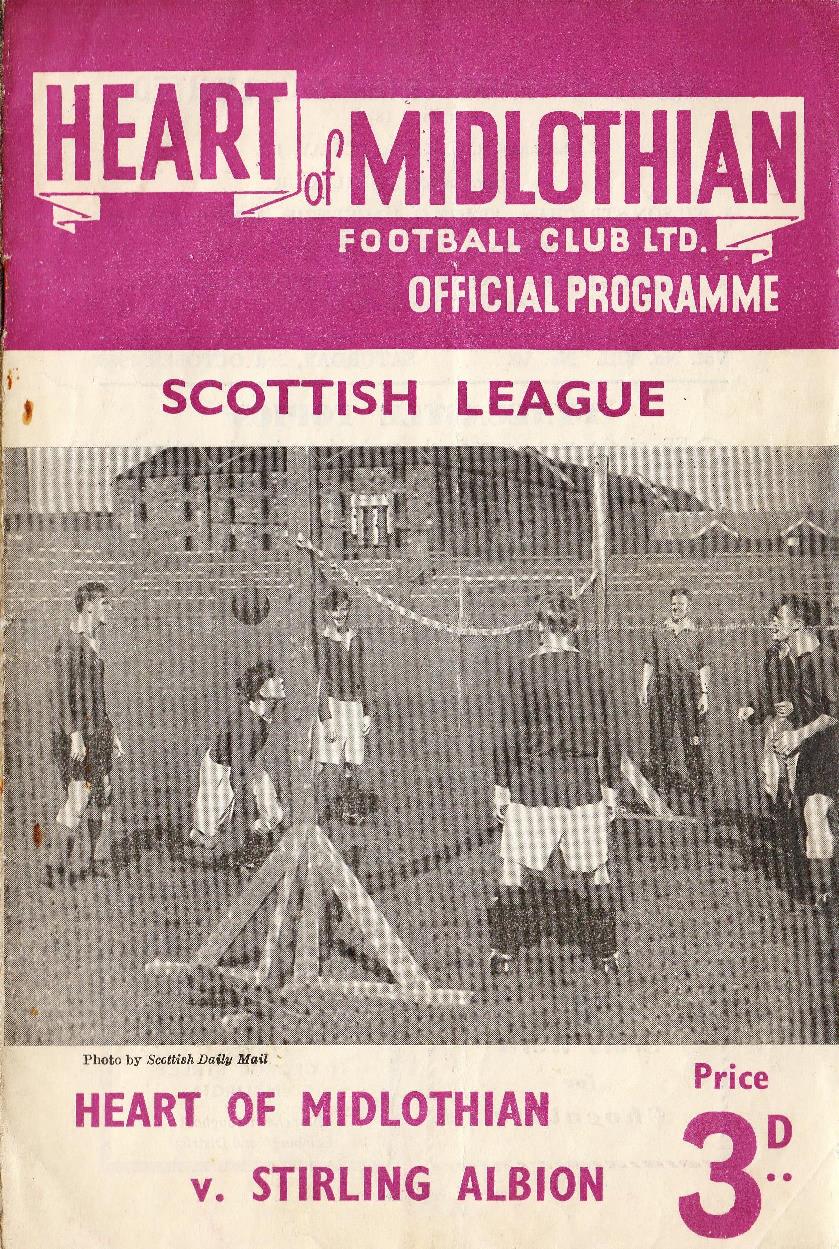 HEART
of MIDLOTHIAN
FOOTBALL CLUB LTD.
OFFICIAL PROGRAMME
SCOTTISH LEAGUE
Photo by Scottish Daily Mail
HEART OF MIDLOTHIAN
v. STIRLING ALBION
Price
3D..